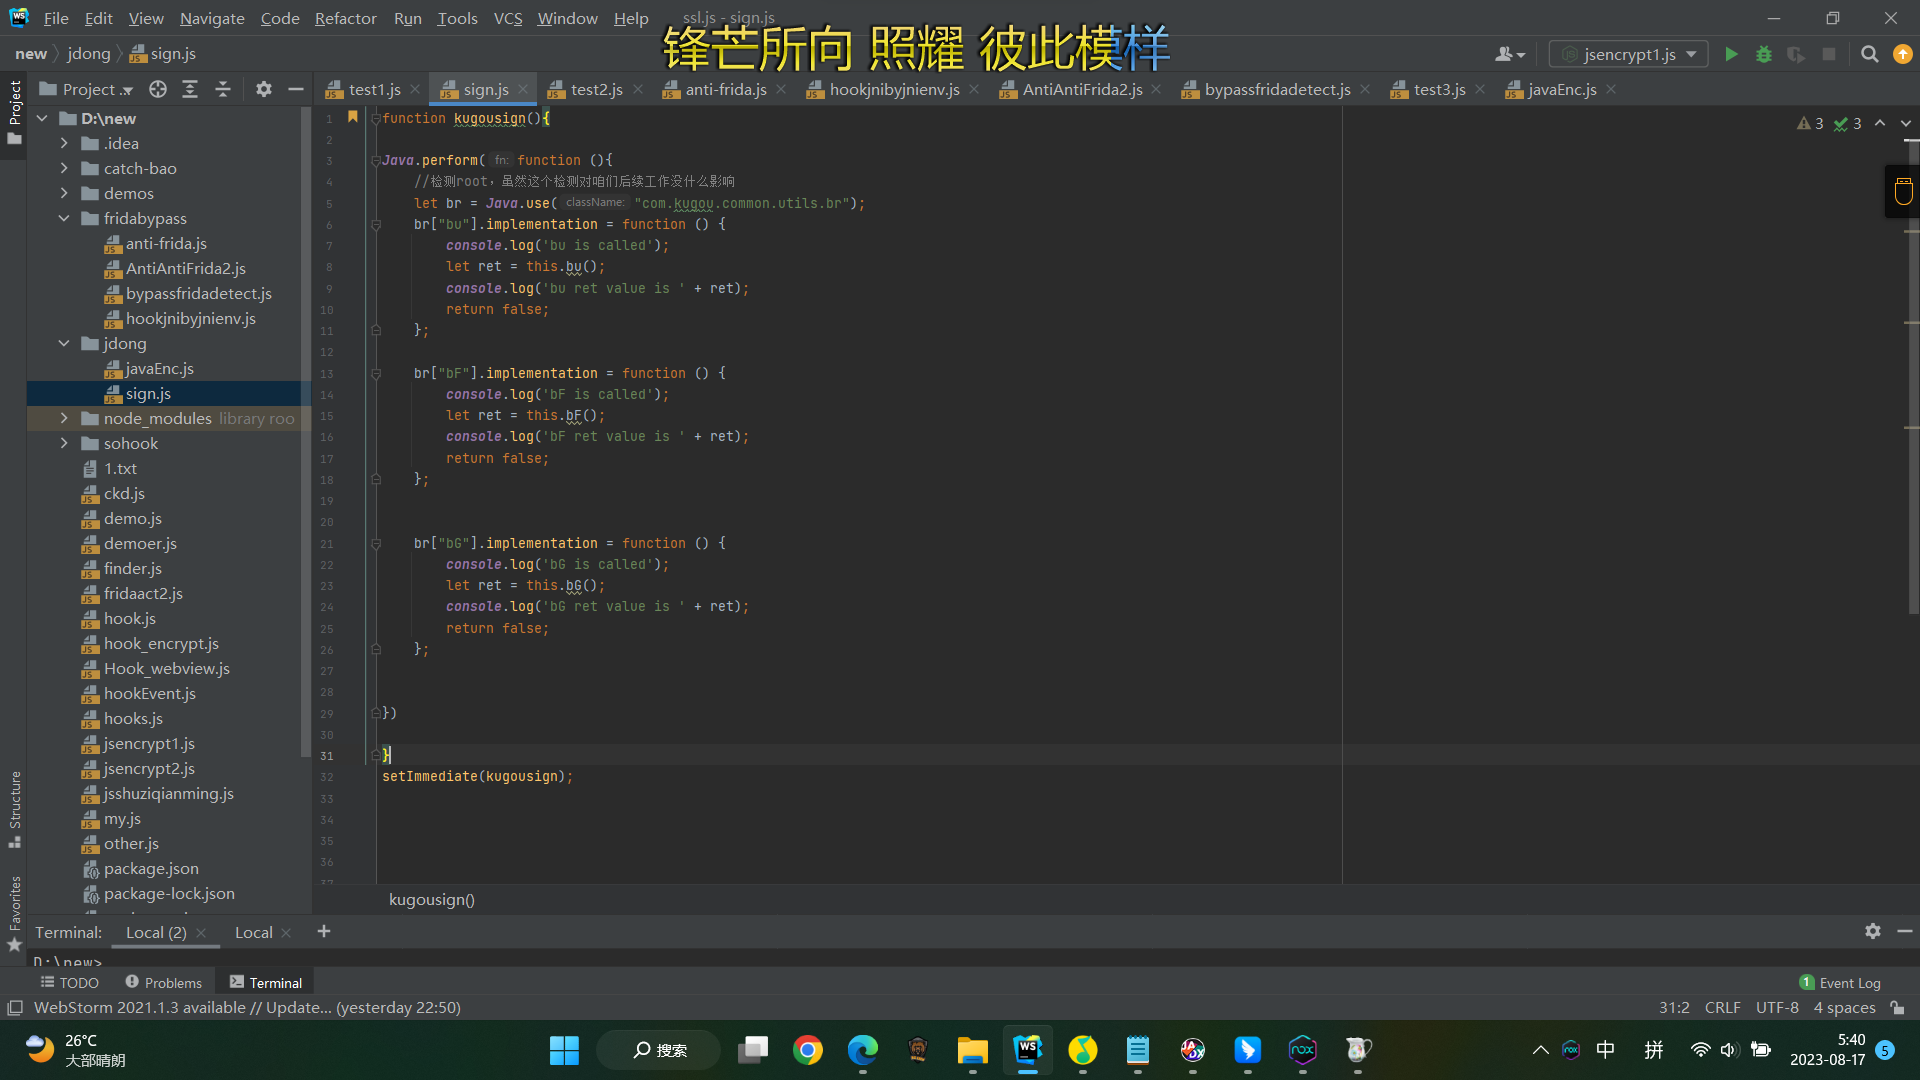 File Edit View Navigate Code Refactor Run Tools VCS Window Help ssl.js - sign.js
锋芒所向 照耀 彼此模样
new jdong sign.js
jsencrypt1.js
Project
Project ...
test1.js sign.js test2.js anti-frida.js hookjnibyjnienv.js AntiAntiFrida2.js bypassfridadetect.js test3.js javaEnc.js
D:\new
.idea
catch-bao
demos
fridabypass
anti-frida.js
AntiAntiFrida2.js
bypassfridadetect.js
hookjnibyjnienv.js
jdong
javaEnc.js
sign.js
node_modules library roo
sohook
1.txt
ckd.js
demo.js
demoer.js
finder.js
fridaact2.js
hook.js
hook_encrypt.js
Hook_webview.js
hookEvent.js
hooks.js
jsencrypt1.js
jsencrypt2.js
jsshuziqianming.js
my.js
other.js
package.json
package-lock.json
3 3
1 function kugousign(){
2
3 Java.perform( fn: function (){
4 //检测root，虽然这个检测对咱们后续工作没什么影响
5 let br = Java.use( className: "com.kugou.common.utils.br");
6 br["bu"].implementation = function () {
7 console.log('bu is called');
8 let ret = this.bu();
9 console.log('bu ret value is ' + ret);
10 return false;
11 };
12
13 br["bF"].implementation = function () {
14 console.log('bF is called');
15 let ret = this.bF();
16 console.log('bF ret value is ' + ret);
17 return false;
18 };
19
20
21 br["bG"].implementation = function () {
22 console.log('bG is called');
23 let ret = this.bG();
24 console.log('bG ret value is ' + ret);
25 return false;
26 };
27
28
29 })
30
31 }
32 setImmediate(kugousign);
33
34
35
36
37
kugousign()
Structure
Favorites
Terminal: Local (2) Local
D:\new>
TODO Problems Terminal 1 Event Log
WebStorm 2021.1.3 available // Update... (yesterday 22:50) 31:2 CRLF UTF-8 4 spaces
26°C
大部晴朗
搜索
WS
nox
中 拼
5:40
2023-08-17
5